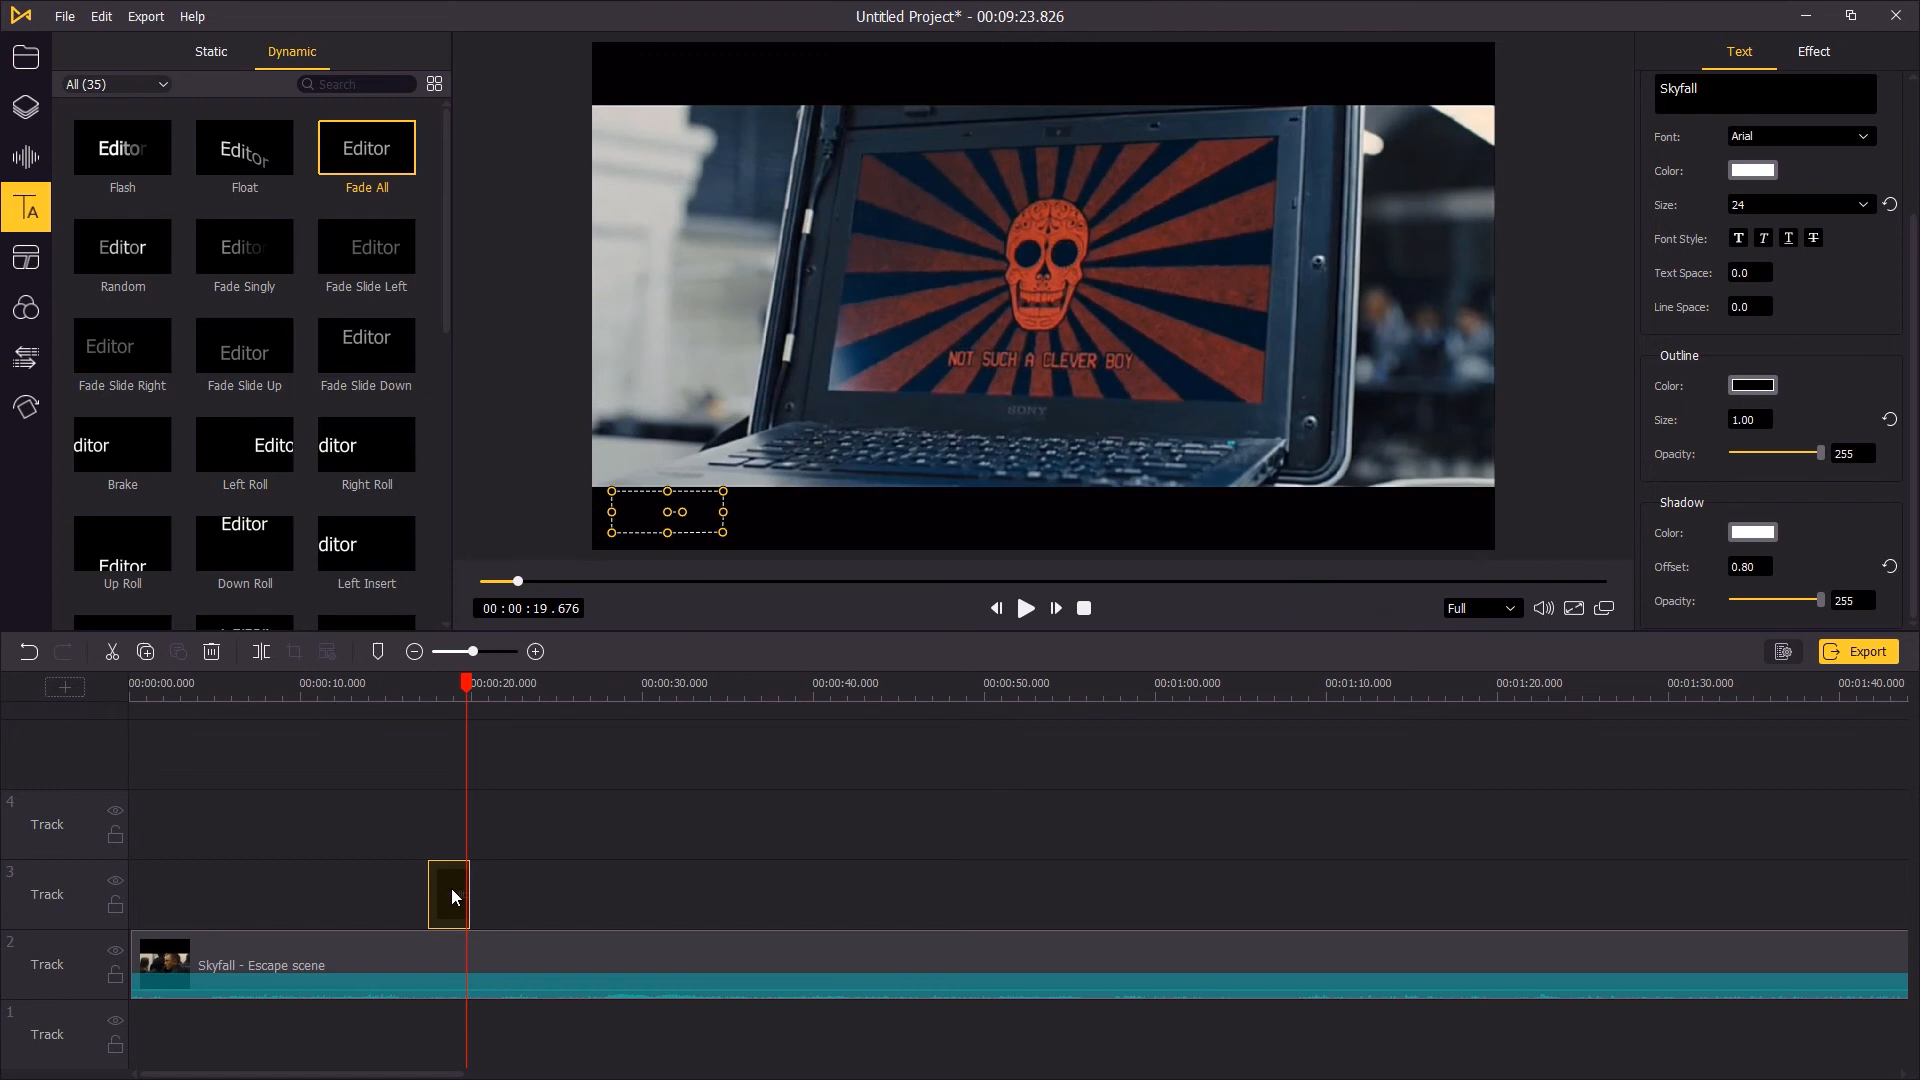 File Edit Export Help
Untitled Project* - 00:09:23.826
Static Dynamic
All (35)
Search
Editor Editor Editor
Flash Float Fade All
Editor Editor Editor
Random Fade Singly Fade Slide Left
Editor Editor Editor
Fade Slide Right Fade Slide Up Fade Slide Down
ditor Edito ditor
Brake Left Roll Right Roll
Editor Editor ditor
Up Roll Down Roll Left Insert
NOT SUCH A CLEVER BOY
SONY
00:00:19.676
Full
Text Effect
Skyfall
Font: Arial
Color:
Size: 24
Font Style: T T T T
Text Space: 0.0
Line Space: 0.0
Outline
Color:
Size: 1.00
Opacity: 255
Shadow
Color:
Offset: 0.80
Opacity: 255
Export
00:00:00.000 00:00:10.000 00:00:20.000 00:00:30.000 00:00:40.000 00:00:50.000 00:01:00.000 00:01:10.000 00:01:20.000 00:01:30.000 00:01:40.000
4
Track
3
Track
2
Track
Skyfall - Escape scene
1
Track